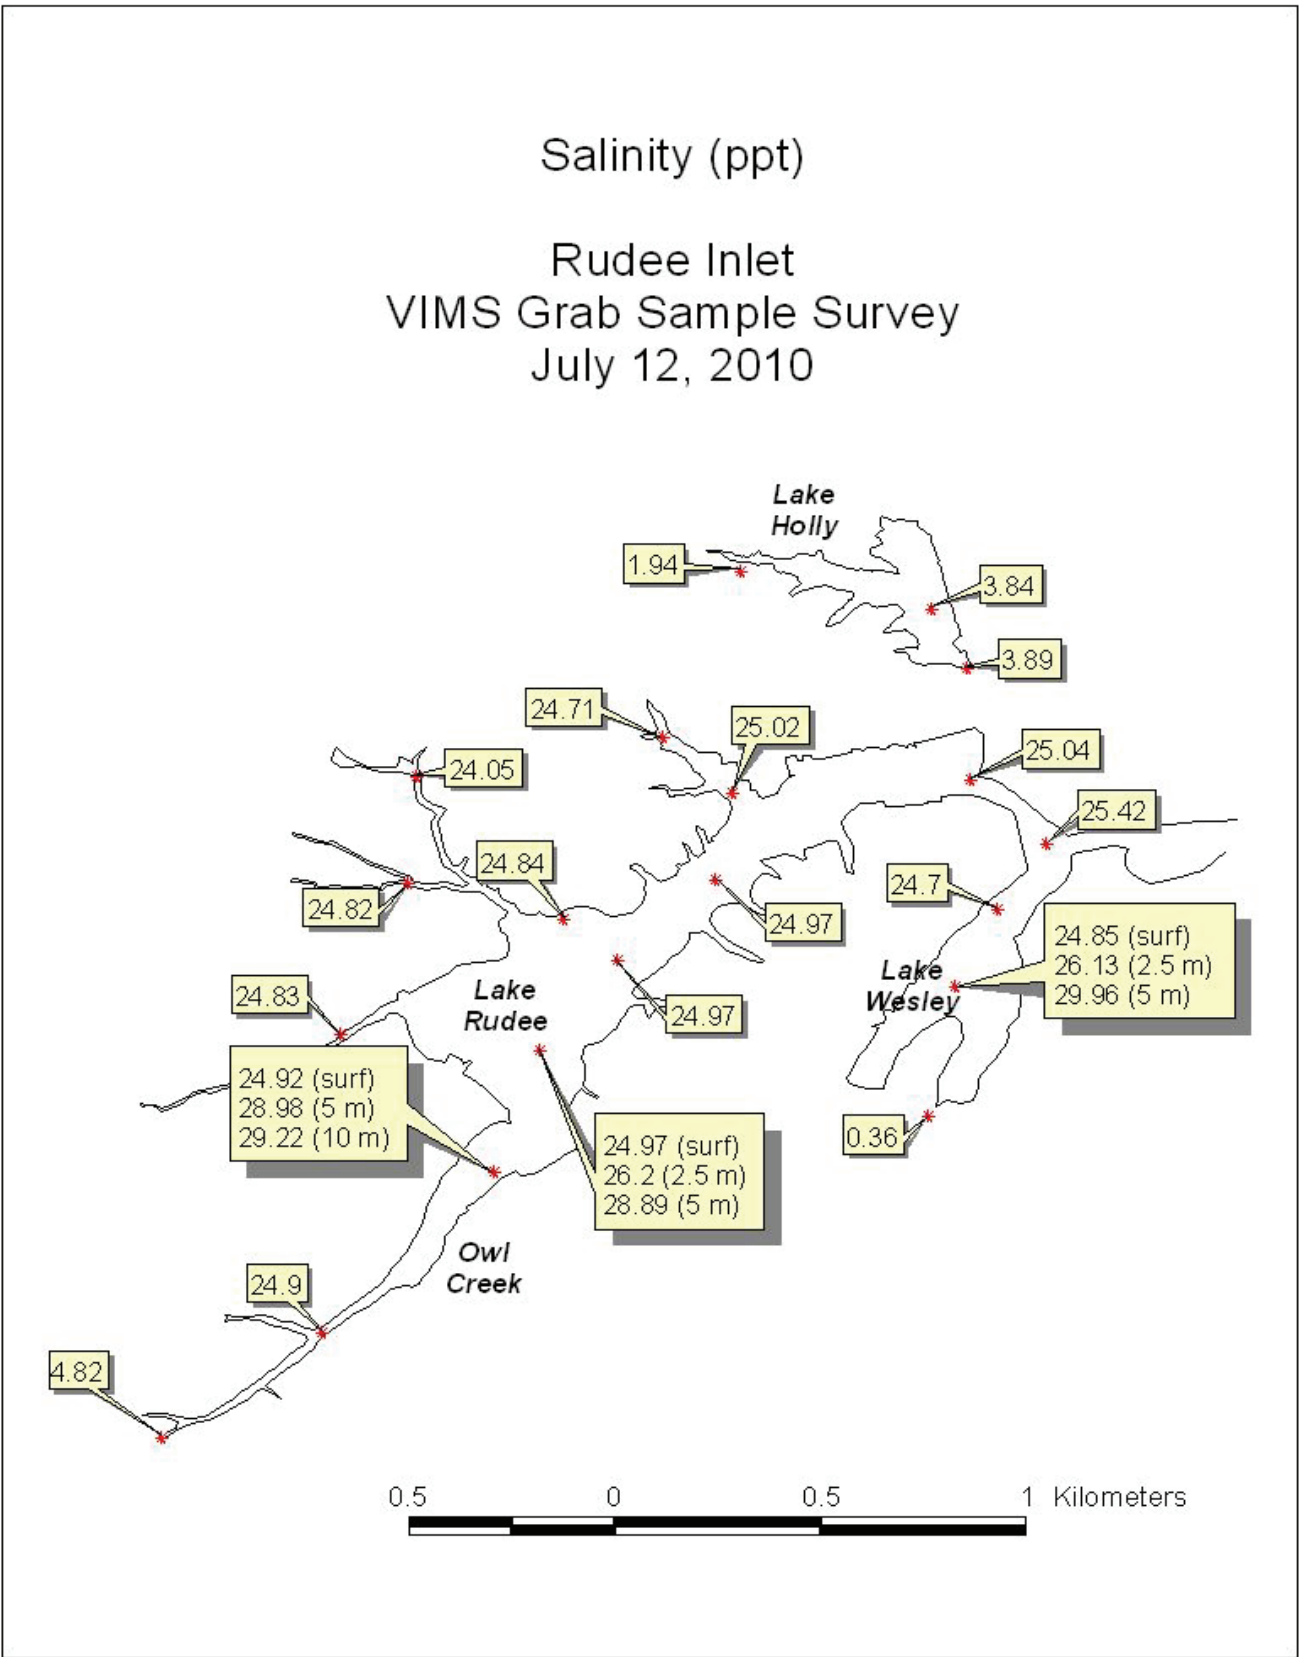 Salinity (ppt)
Rudee Inlet
VIMS Grab Sample Survey
July 12, 2010
Lake
Holly
1.94
3.84
3.89
24.71
25.02
25.04
24.05
25.42
24.84
24.7
24.82
24.97
24.85 (surf)
26.13 (2.5 m)
29.96 (5 m)
Lake
Wesley
24.83
Lake
Rudee
24.97
24.92 (surf)
28.98 (5 m)
29.22 (10 m)
0.36
24.97 (surf)
26.2 (2.5 m)
28.89 (5 m)
Owl
Creek
24.9
4.82
0.5 0 0.5 1 Kilometers